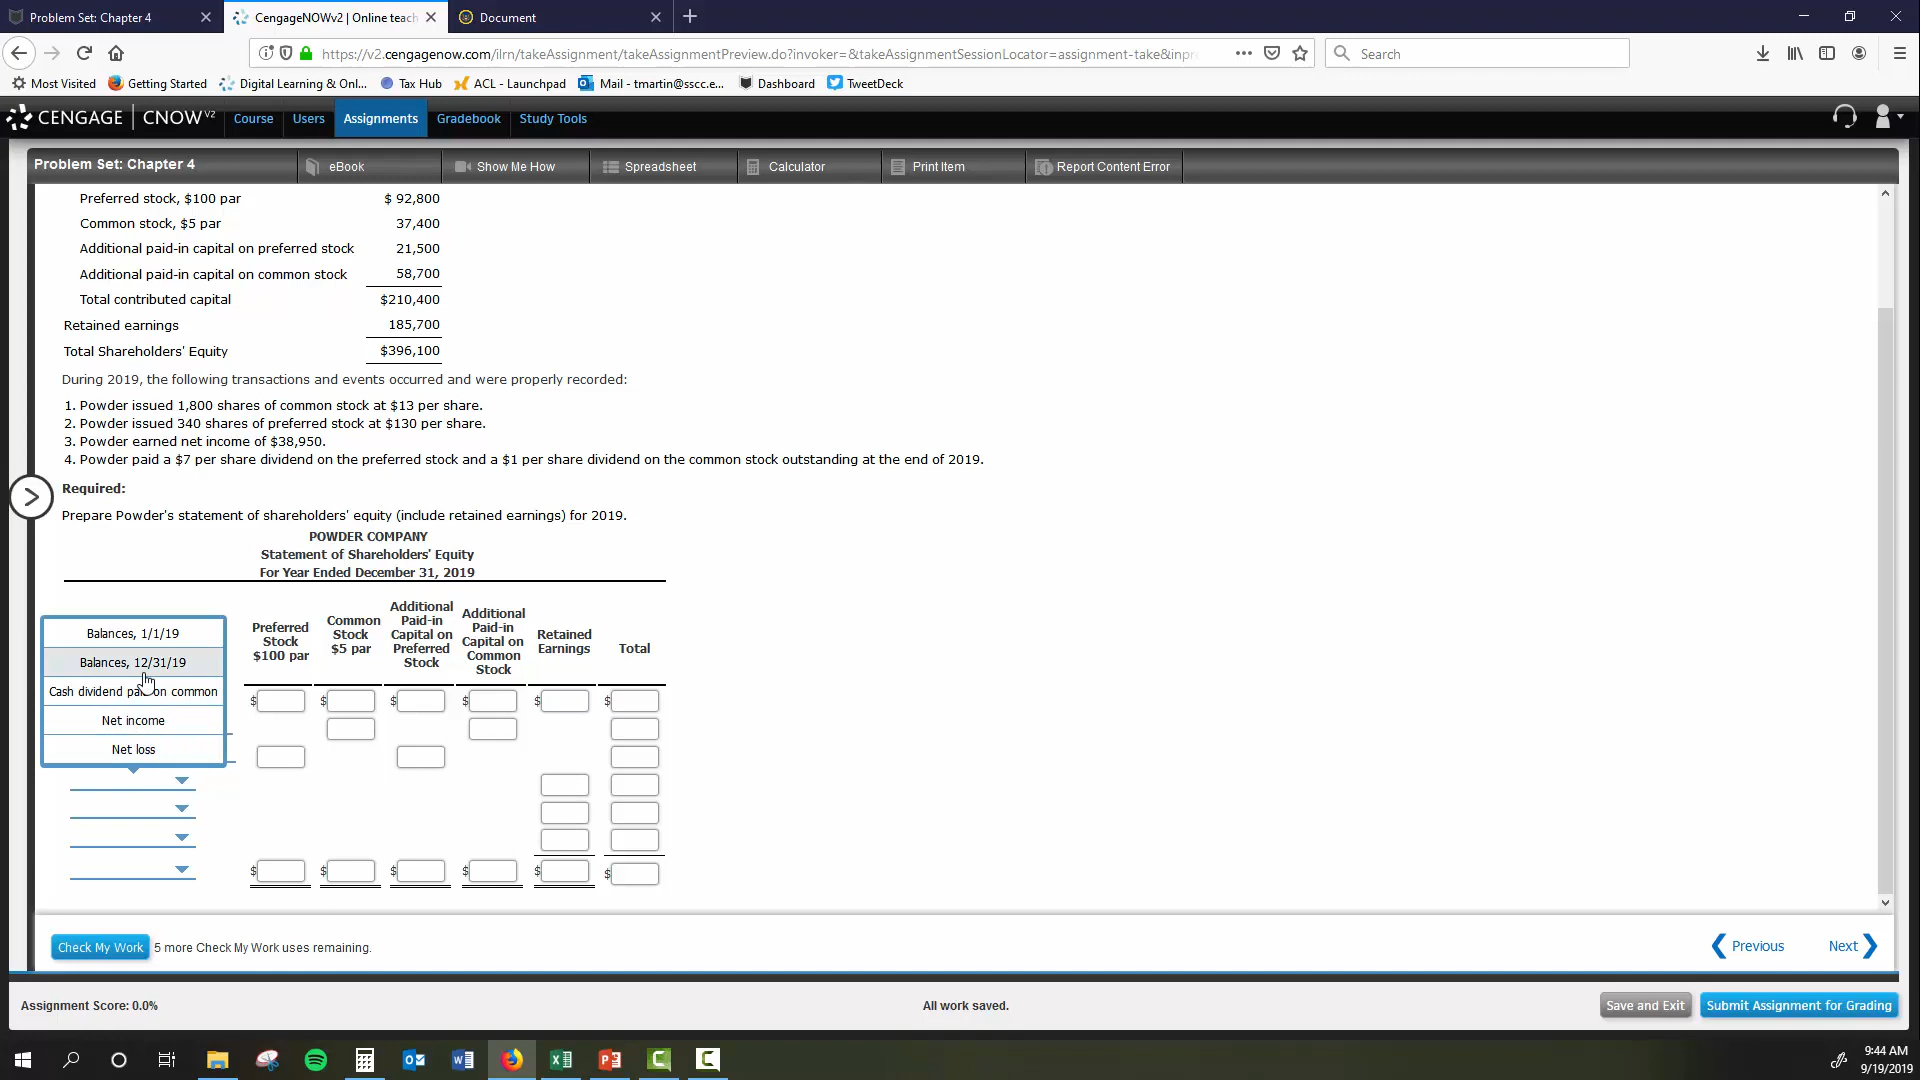 Problem Set: Chapter 4
CengageNOWv2 | Online teach
Document
https://v2.cengagenow.com/ilrn/takeAssignment/takeAssignmentPreview.do?invoker=&takeAssignmentSessionLocator=assignment-take&inpr
Search
Most Visited
Getting Started
Digital Learning & Onl...
Tax Hub
ACL - Launchpad
Mail - tmartin@sscc.e...
Dashboard
TweetDeck
CENGAGE | CNOWv2
Course
Users
Assignments
Gradebook
Study Tools
Problem Set: Chapter 4
eBook
Show Me How
Spreadsheet
Calculator
Print Item
Report Content Error
Preferred stock, $100 par $ 92,800
Common stock, $5 par 37,400
Additional paid-in capital on preferred stock 21,500
Additional paid-in capital on common stock 58,700
Total contributed capital $210,400
Retained earnings 185,700
Total Shareholders' Equity $396,100
During 2019, the following transactions and events occurred and were properly recorded:
1. Powder issued 1,800 shares of common stock at $13 per share.
2. Powder issued 340 shares of preferred stock at $130 per share.
3. Powder earned net income of $38,950.
4. Powder paid a $7 per share dividend on the preferred stock and a $1 per share dividend on the common stock outstanding at the end of 2019.
Required:
Prepare Powder's statement of shareholders' equity (include retained earnings) for 2019.
POWDER COMPANY
Statement of Shareholders' Equity
For Year Ended December 31, 2019
Preferred Stock $100 par
Common Stock $5 par
Additional Paid-in Capital on Preferred Stock
Additional Paid-in Capital on Common Stock
Retained Earnings
Total
Balances, 1/1/19
Balances, 12/31/19
Cash dividend paid on common
Net income
Net loss
$ $ $ $ $ $
$ $ $ $ $ $
Check My Work
5 more Check My Work uses remaining.
Previous
Next
Assignment Score: 0.0%
All work saved.
Save and Exit
Submit Assignment for Grading
9:44 AM
9/19/2019